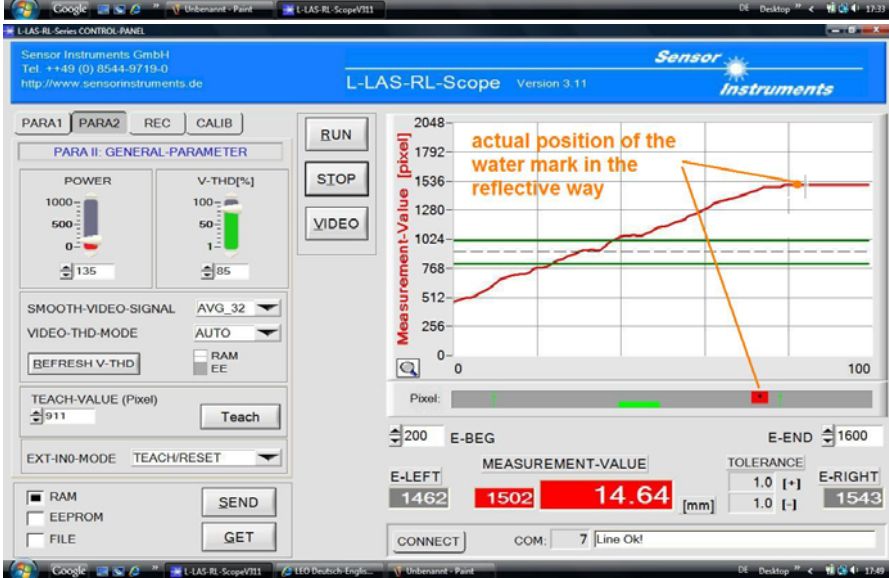 Google
Unbenannt - Paint
L-LAS-RL-ScopeV311
DE Desktop 17:33
L-LAS-RL-Series CONTROL-PANEL
Sensor Instruments GmbH
Tel. ++49 (0) 8544-9719-0
http://www.sensorinstruments.de
L-LAS-RL-Scope Version 3.11
Sensor Instruments
PARA1 PARA2 REC CALIB
PARA II: GENERAL-PARAMETER
POWER V-THD[%]
1000 100
500 50
0 1
135 85
SMOOTH-VIDEO-SIGNAL AVG_32
VIDEO-THD-MODE AUTO
REFRESH V-THD RAM
EE
TEACH-VALUE (Pixel)
911 Teach
EXT-IN0-MODE TEACH/RESET
RAM
EEPROM
FILE
SEND
GET
RUN
STOP
VIDEO
Measurement-Value [pixel]
2048
1792
1536
1280
1024
768
512
256
0
0 100
actual position of the
water mark in the
reflective way
Pixel:
200 E-BEG E-END 1600
MEASUREMENT-VALUE TOLERANCE
E-LEFT 1.0 [+] E-RIGHT
1462 1502 14.64 [mm] 1.0 [-] 1543
CONNECT COM: 7 Line Ok!
Google L-LAS-RL-ScopeV311 LEO Deutsch-Englis... Unbenannt - Paint DE Desktop 17:49